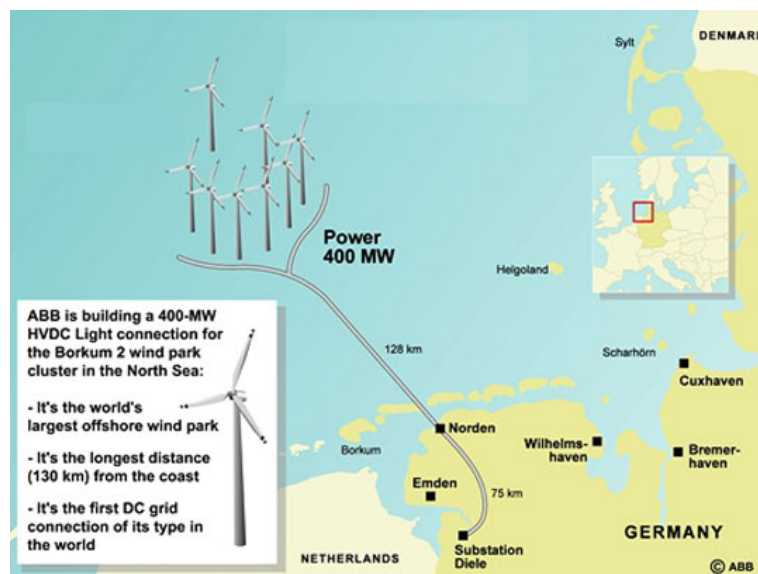 Sylt
DENMARK
Power
400 MW
Helgoland
ABB is building a 400-MW
HVDC Light connection for
the Borkum 2 wind park
cluster in the North Sea:
- It's the world's
largest offshore wind park
- It's the longest distance
(130 km) from the coast
- It's the first DC grid
connection of its type in
the world
128 km
Scharhörn
Cuxhaven
Norden
Borkum
Wilhelms-
haven
Bremer-
haven
Emden
75 km
Substation
Diele
GERMANY
NETHERLANDS
© ABB